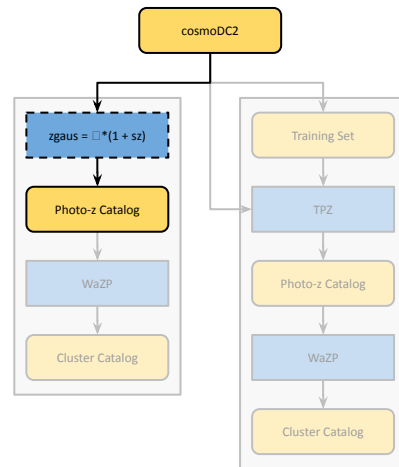 cosmoDC2
zgaus = □*(1 + sz)
Photo-z Catalog
WaZP
Cluster Catalog
Training Set
TPZ
Photo-z Catalog
WaZP
Cluster Catalog